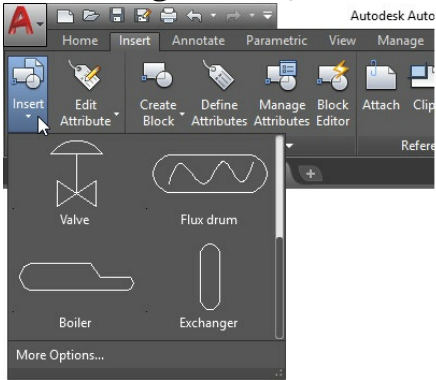 A Autodesk Auto
Home Insert Annotate Parametric View Manage
Insert Edit Attribute Create Block Define Attributes Manage Attributes Block Editor Attach Clip
Refere
Valve Flux drum
Boiler Exchanger
More Options...